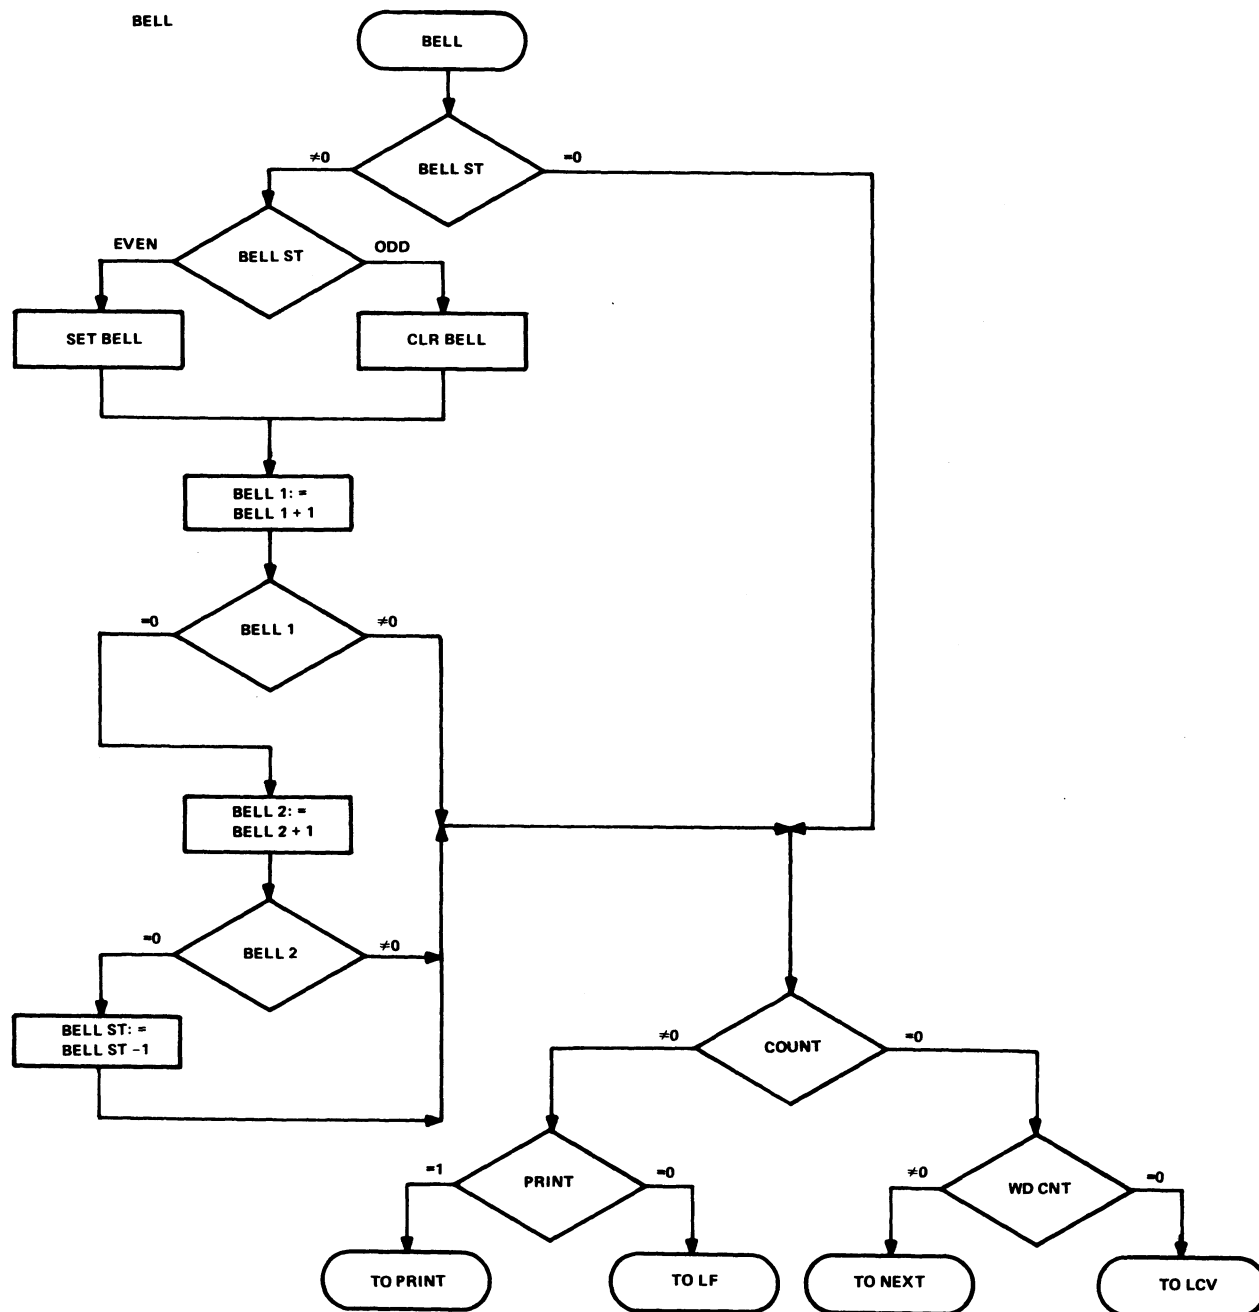 BELL
BELL
BELL ST
≠0
=0
BELL ST
EVEN
ODD
SET BELL
CLR BELL
BELL 1: =
BELL 1 + 1
BELL 1
=0
≠0
BELL 2: =
BELL 2 + 1
BELL 2
=0
≠0
BELL ST: =
BELL ST −1
COUNT
≠0
=0
PRINT
=1
=0
WD CNT
≠0
=0
TO PRINT
TO LF
TO NEXT
TO LCV